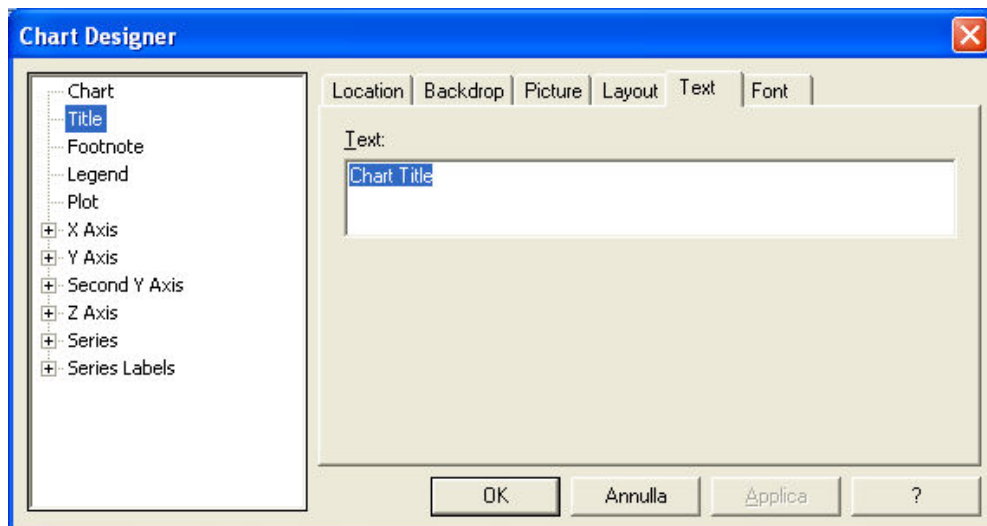 Chart Designer
Chart
Title
Footnote
Legend
Plot
X Axis
Y Axis
Second Y Axis
Z Axis
Series
Series Labels
Location Backdrop Picture Layout Text Font
Text:
Chart Title
OK Annulla Applica ?